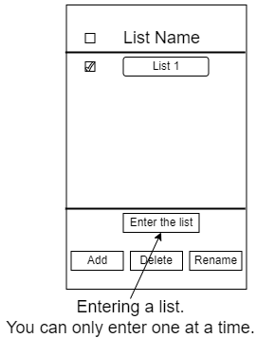 List Name
List 1
Enter the list
Add Delete Rename
Entering a list.
You can only enter one at a time.